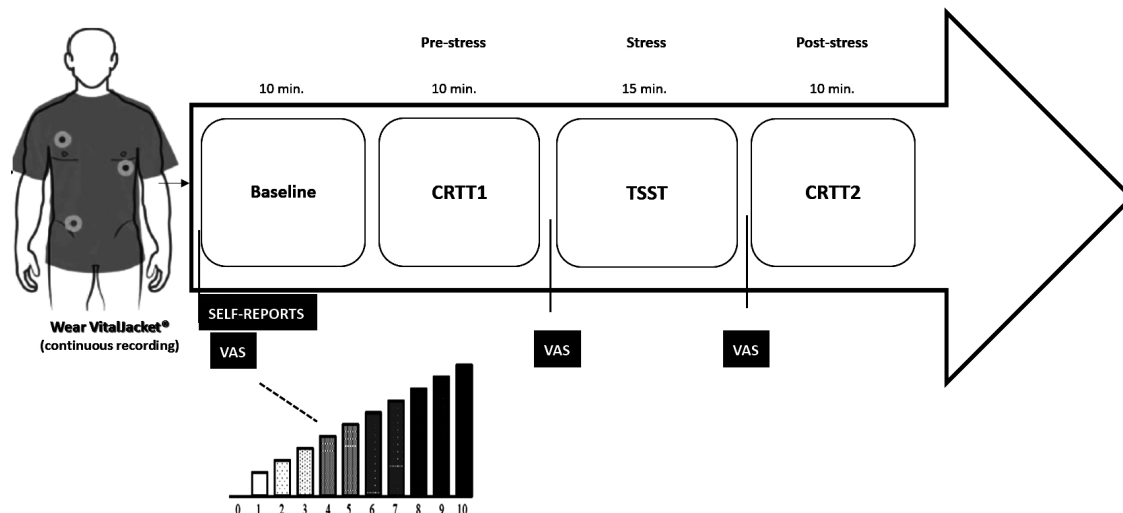 Pre-stress
Stress
Post-stress
10 min.
10 min.
15 min.
10 min.
Baseline
CRTT1
TSST
CRTT2
Wear VitalJacket®
(continuous recording)
SELF-REPORTS
VAS
VAS
VAS
0 1 2 3 4 5 6 7 8 9 10